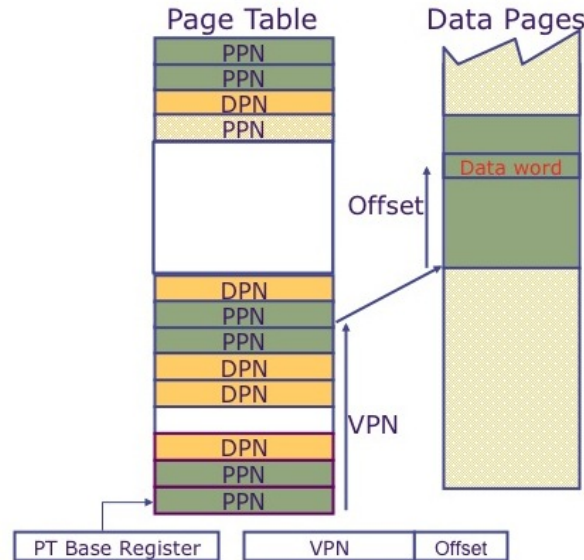 Page Table
Data Pages
PPN
PPN
DPN
PPN
Data word
Offset
DPN
PPN
PPN
DPN
DPN
VPN
DPN
PPN
PPN
PT Base Register
VPN
Offset